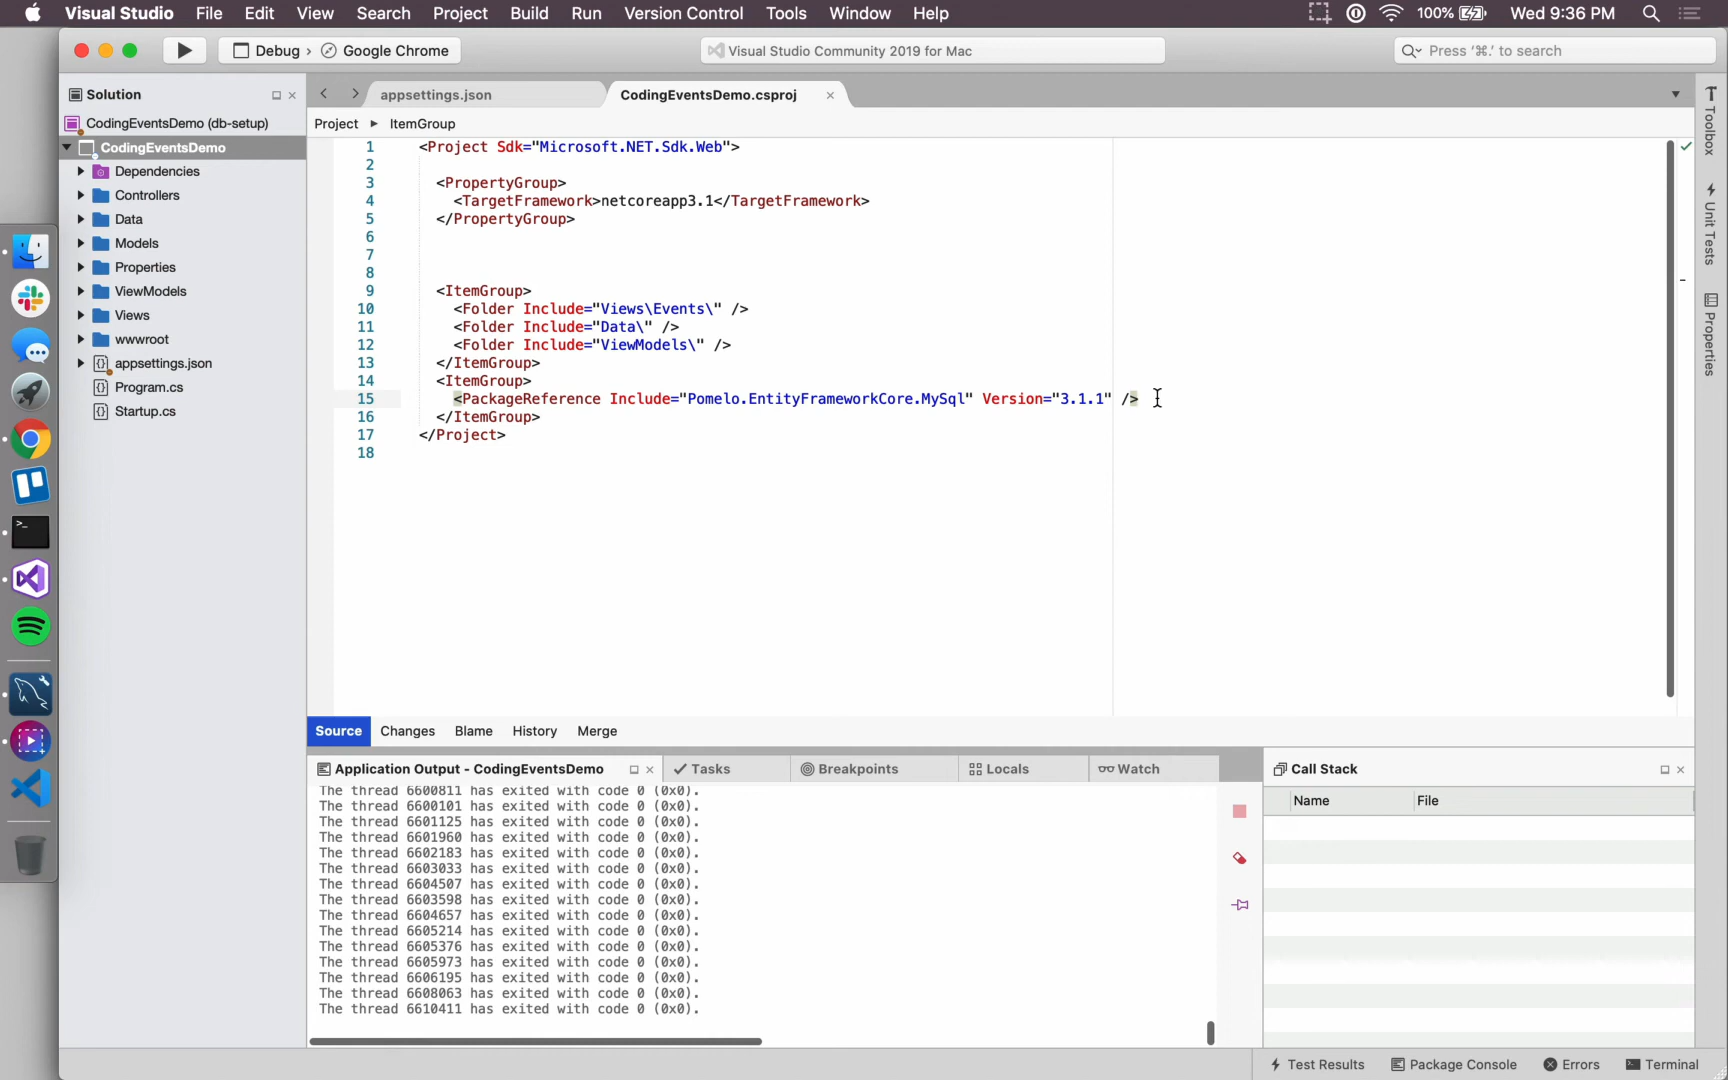 Visual Studio File Edit View Search Project Build Run Version Control Tools Window Help 100% Wed 9:36 PM
Debug › Google Chrome
Visual Studio Community 2019 for Mac
Press ‘⌘.’ to search
Solution
CodingEventsDemo (db-setup)
CodingEventsDemo
Dependencies
Controllers
Data
Models
Properties
ViewModels
Views
wwwroot
appsettings.json
Program.cs
Startup.cs
appsettings.json
CodingEventsDemo.csproj
Project ▸ ItemGroup
1 <Project Sdk="Microsoft.NET.Sdk.Web">
2
3 <PropertyGroup>
4 <TargetFramework>netcoreapp3.1</TargetFramework>
5 </PropertyGroup>
6
7
8
9 <ItemGroup>
10 <Folder Include="Views\Events\" />
11 <Folder Include="Data\" />
12 <Folder Include="ViewModels\" />
13 </ItemGroup>
14 <ItemGroup>
15 <PackageReference Include="Pomelo.EntityFrameworkCore.MySql" Version="3.1.1" />
16 </ItemGroup>
17 </Project>
18
Toolbox
Unit Tests
Properties
Source Changes Blame History Merge
Application Output - CodingEventsDemo
Tasks
Breakpoints
Locals
Watch
The thread 6600811 has exited with code 0 (0x0).
The thread 6600101 has exited with code 0 (0x0).
The thread 6601125 has exited with code 0 (0x0).
The thread 6601960 has exited with code 0 (0x0).
The thread 6602183 has exited with code 0 (0x0).
The thread 6603033 has exited with code 0 (0x0).
The thread 6604507 has exited with code 0 (0x0).
The thread 6603598 has exited with code 0 (0x0).
The thread 6604657 has exited with code 0 (0x0).
The thread 6605214 has exited with code 0 (0x0).
The thread 6605376 has exited with code 0 (0x0).
The thread 6605973 has exited with code 0 (0x0).
The thread 6606195 has exited with code 0 (0x0).
The thread 6608063 has exited with code 0 (0x0).
The thread 6610411 has exited with code 0 (0x0).
Call Stack
Name File
Test Results Package Console Errors Terminal